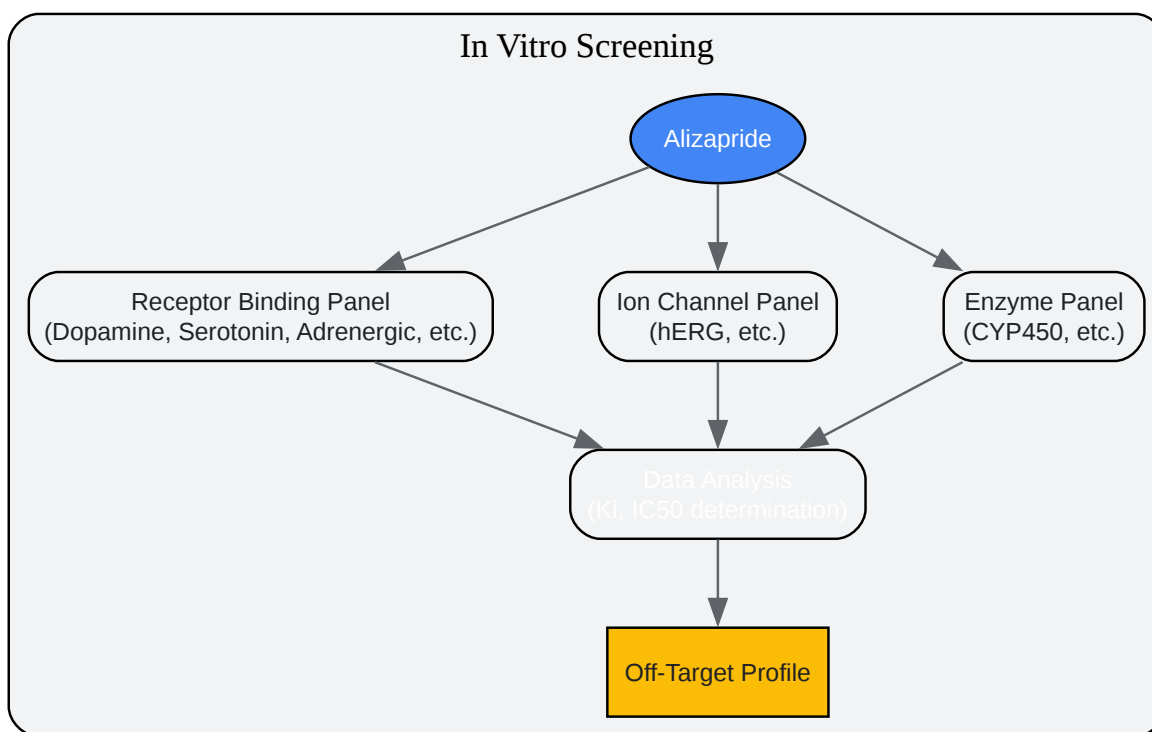 In Vitro Screening
Alizapride
Receptor Binding Panel
(Dopamine, Serotonin, Adrenergic, etc.)
Ion Channel Panel
(hERG, etc.)
Enzyme Panel
(CYP450, etc.)
Data Analysis
(Ki, IC50 determination)
Off-Target Profile